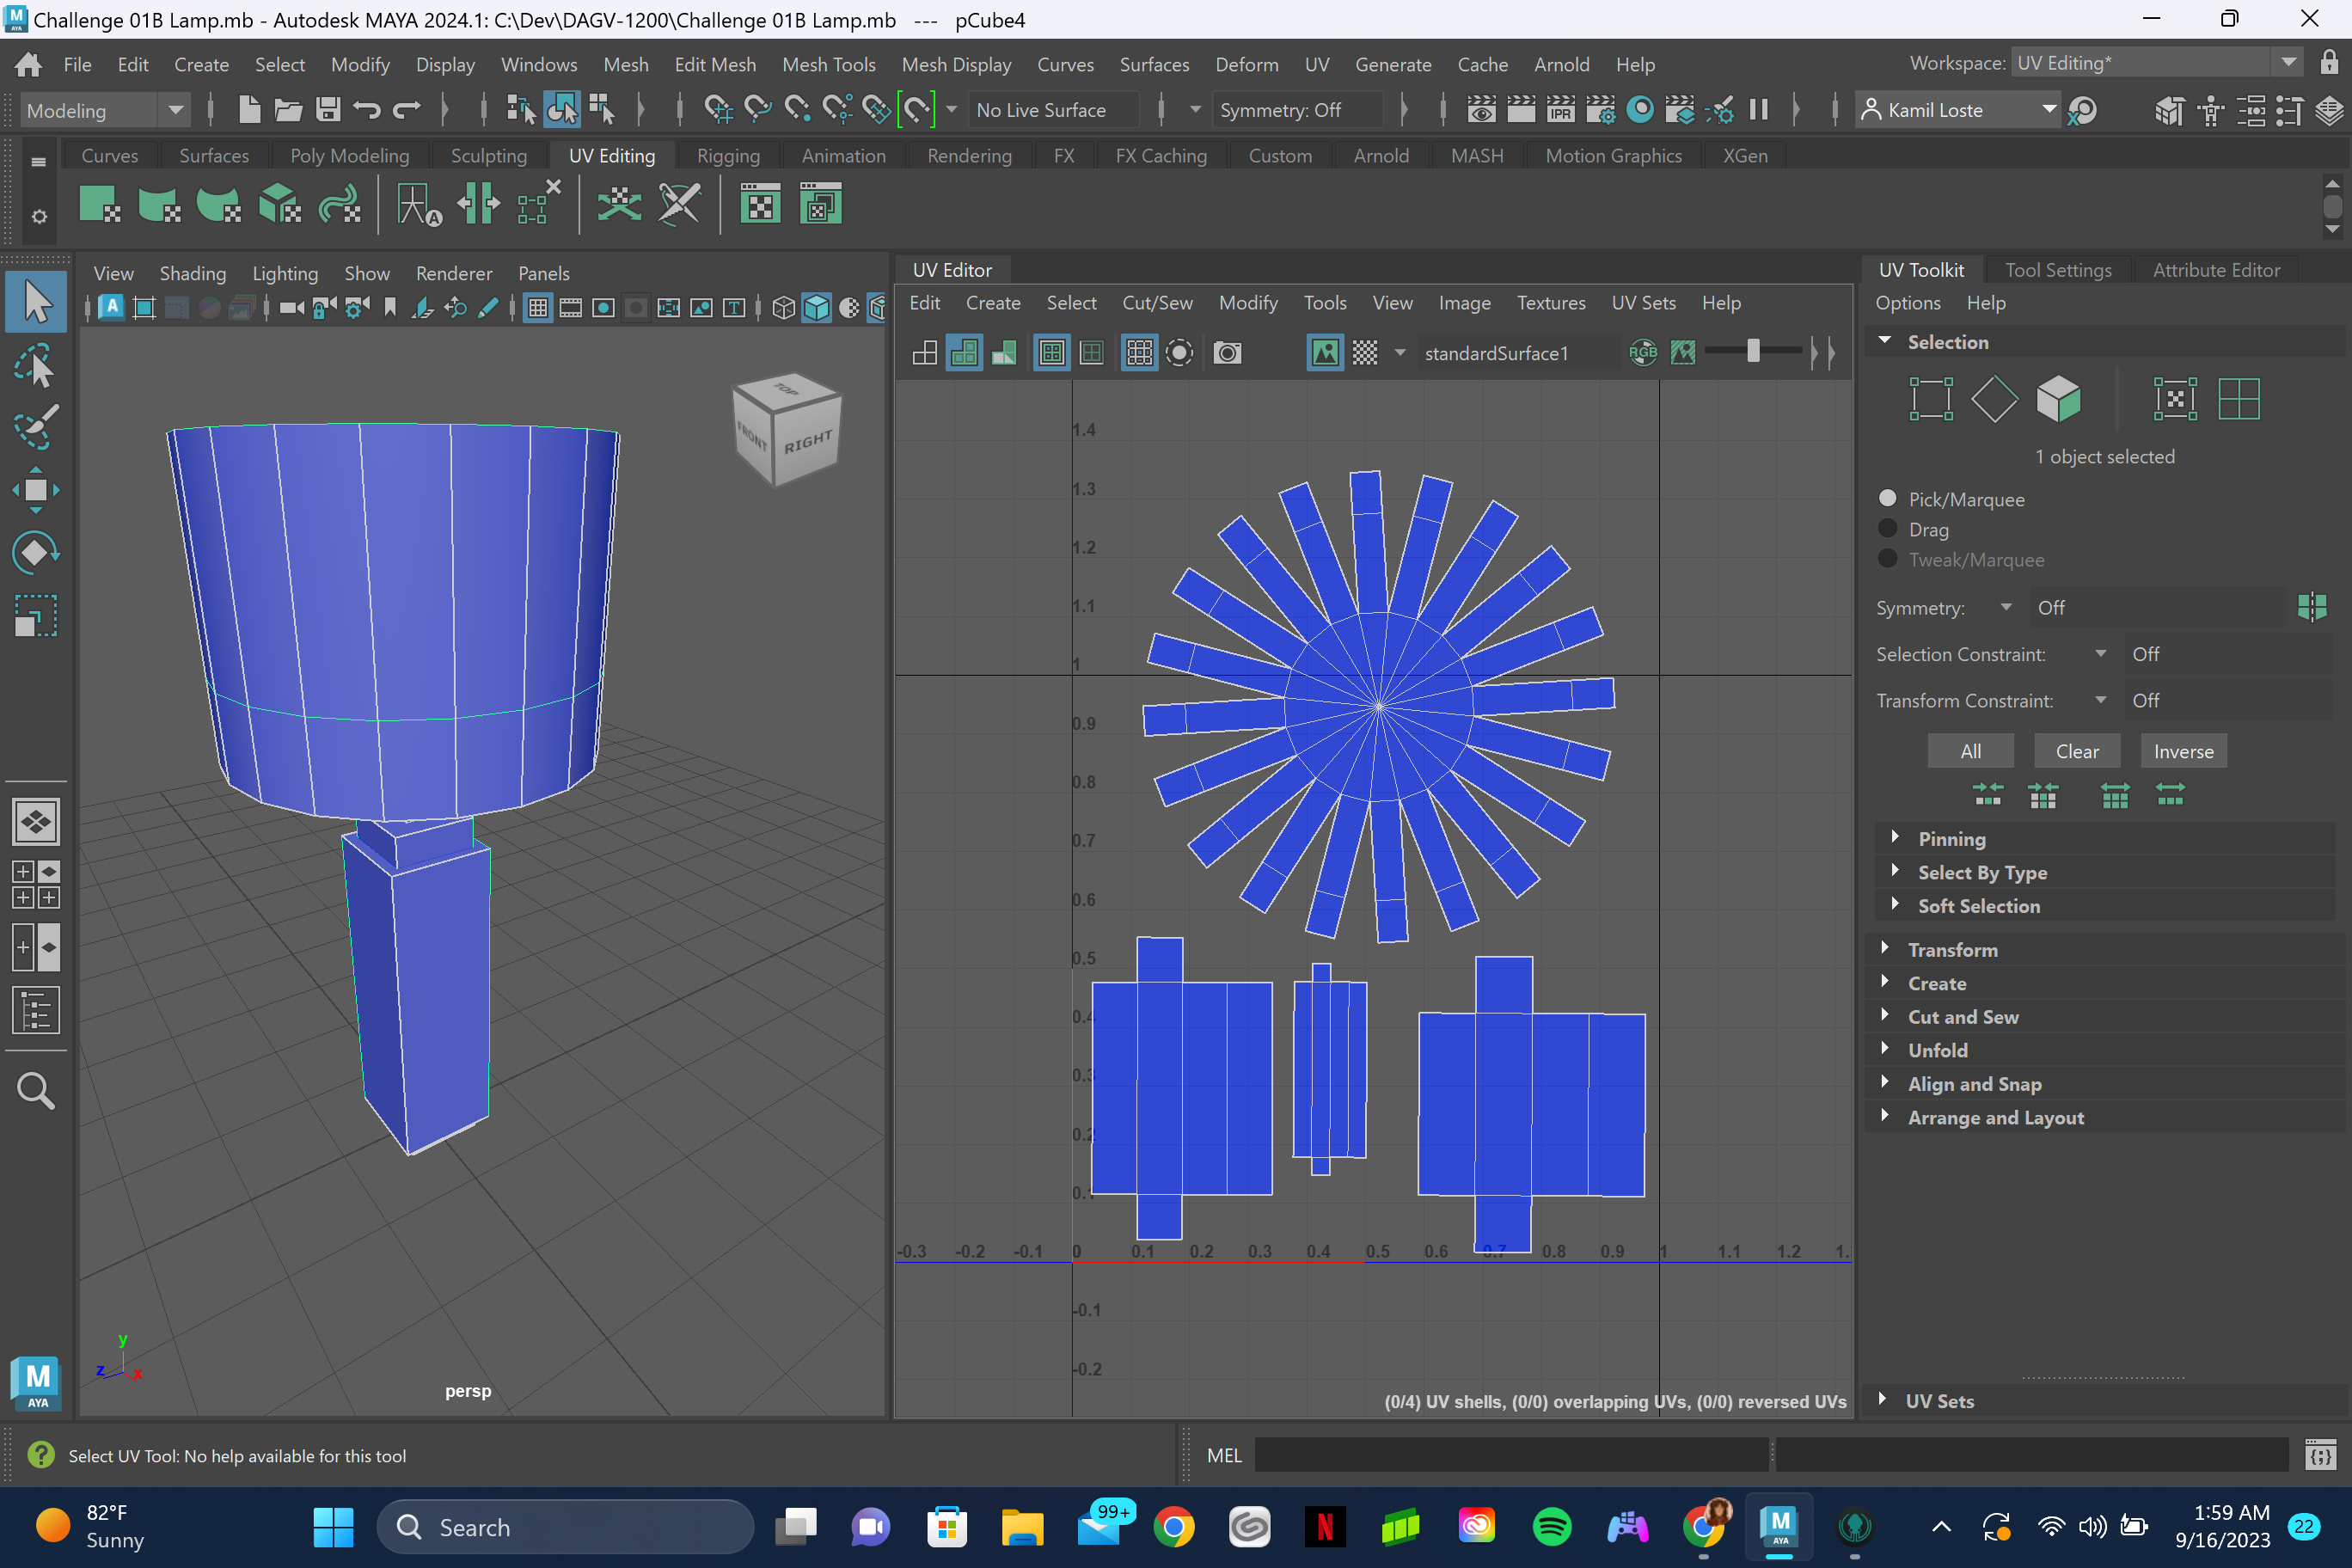 Challenge 01B Lamp.mb - Autodesk MAYA 2024.1: C:\Dev\DAGV-1200\Challenge 01B Lamp.mb --- pCube4
File Edit Create Select Modify Display Windows Mesh Edit Mesh Mesh Tools Mesh Display Curves Surfaces Deform UV Generate Cache Arnold Help Workspace: UV Editing*
Modeling No Live Surface Symmetry: Off IPR Kamil Loste
Curves Surfaces Poly Modeling Sculpting UV Editing Rigging Animation Rendering FX FX Caching Custom Arnold MASH Motion Graphics XGen
View Shading Lighting Show Renderer Panels
TOP
FRONT RIGHT
persp
y
z x
UV Editor
Edit Create Select Cut/Sew Modify Tools View Image Textures UV Sets Help
standardSurface1 RGB
1.4
1.3
1.2
1.1
1
0.9
0.8
0.7
0.6
0.5
0.4
0.3
0.2
0.1
-0.3 -0.2 -0.1 0 0.1 0.2 0.3 0.4 0.5 0.6 0.7 0.8 0.9 1 1.1 1.2
-0.1
-0.2
(0/4) UV shells, (0/0) overlapping UVs, (0/0) reversed UVs
UV Toolkit Tool Settings Attribute Editor
Options Help
Selection
1 object selected
Pick/Marquee
Drag
Tweak/Marquee
Symmetry: Off
Selection Constraint: Off
Transform Constraint: Off
All Clear Inverse
Pinning
Select By Type
Soft Selection
Transform
Create
Cut and Sew
Unfold
Align and Snap
Arrange and Layout
UV Sets
M
AYA
Select UV Tool: No help available for this tool
MEL
82°F
Sunny
Search
99+
1:59 AM
9/16/2023
22